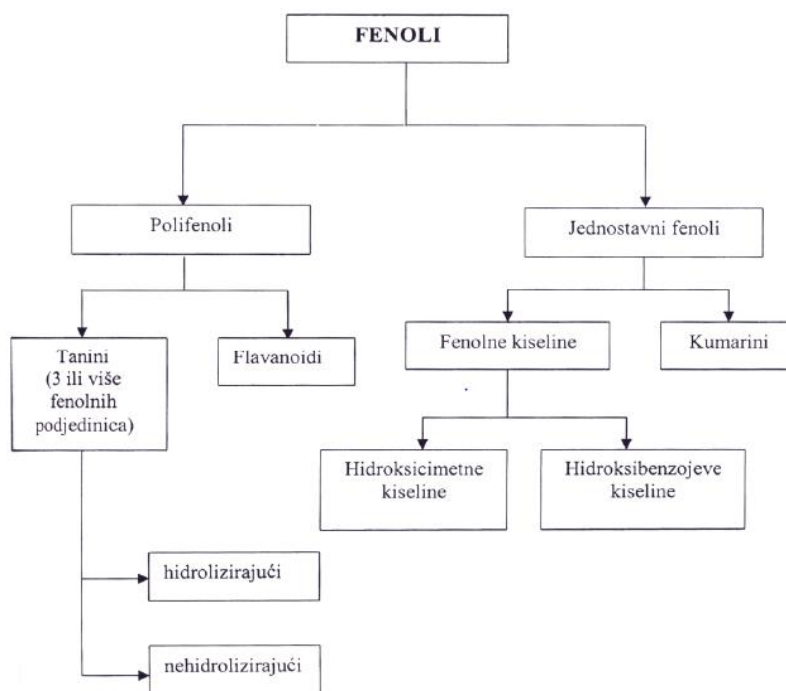 FENOLI
Polifenoli
Jednostavni fenoli
Tanini
(3 ili više
fenolnih
podjedinica)
Flavanoidi
Fenolne kiseline
Kumarini
Hidroksicimetne
kiseline
Hidroksibenzojeve
kiseline
hidrolizirajući
nehidrolizirajući